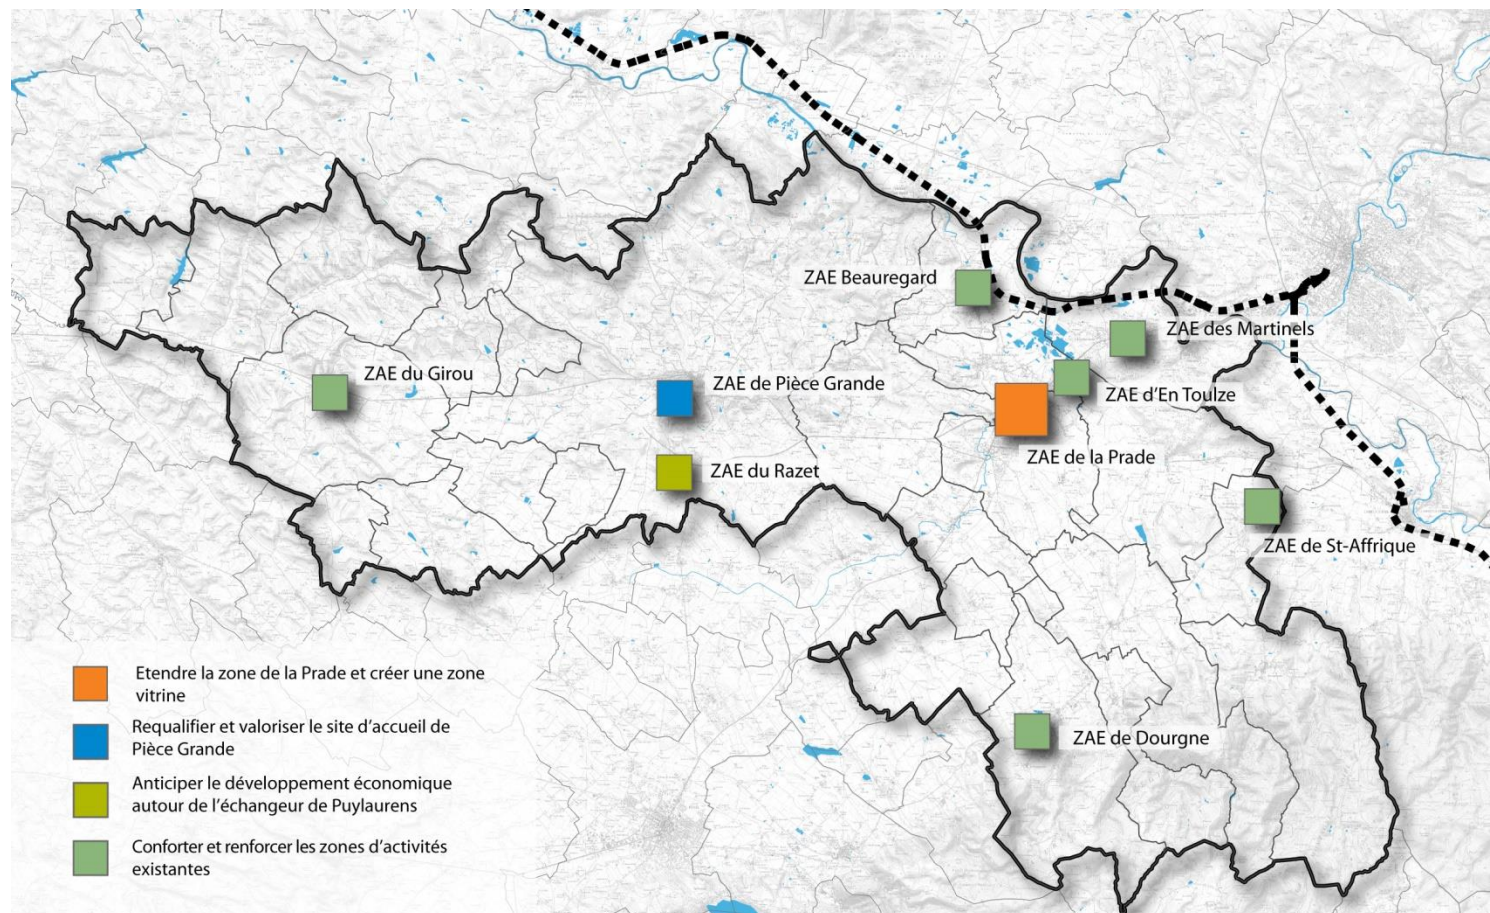 ZAE Beauregard
ZAE des Martinels
ZAE du Girou
ZAE de Pièce Grande
ZAE d'En Toulze
ZAE de la Prade
ZAE du Razet
ZAE de St-Affrique
ZAE de Dourgne
Etendre la zone de la Prade et créer une zone
vitrine
Requalifier et valoriser le site d'accueil de
Pièce Grande
Anticiper le développement économique
autour de l'échangeur de Puylaurens
Conforter et renforcer les zones d'activités
existantes